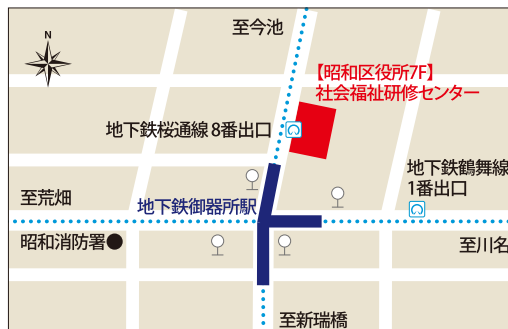 至今池
N
【昭和区役所7F】
社会福祉研修センター
地下鉄桜通線 8番出口
地下鉄鶴舞線
1番出口
至荒畑
地下鉄御器所駅
昭和消防署
至川名
至新瑞橋